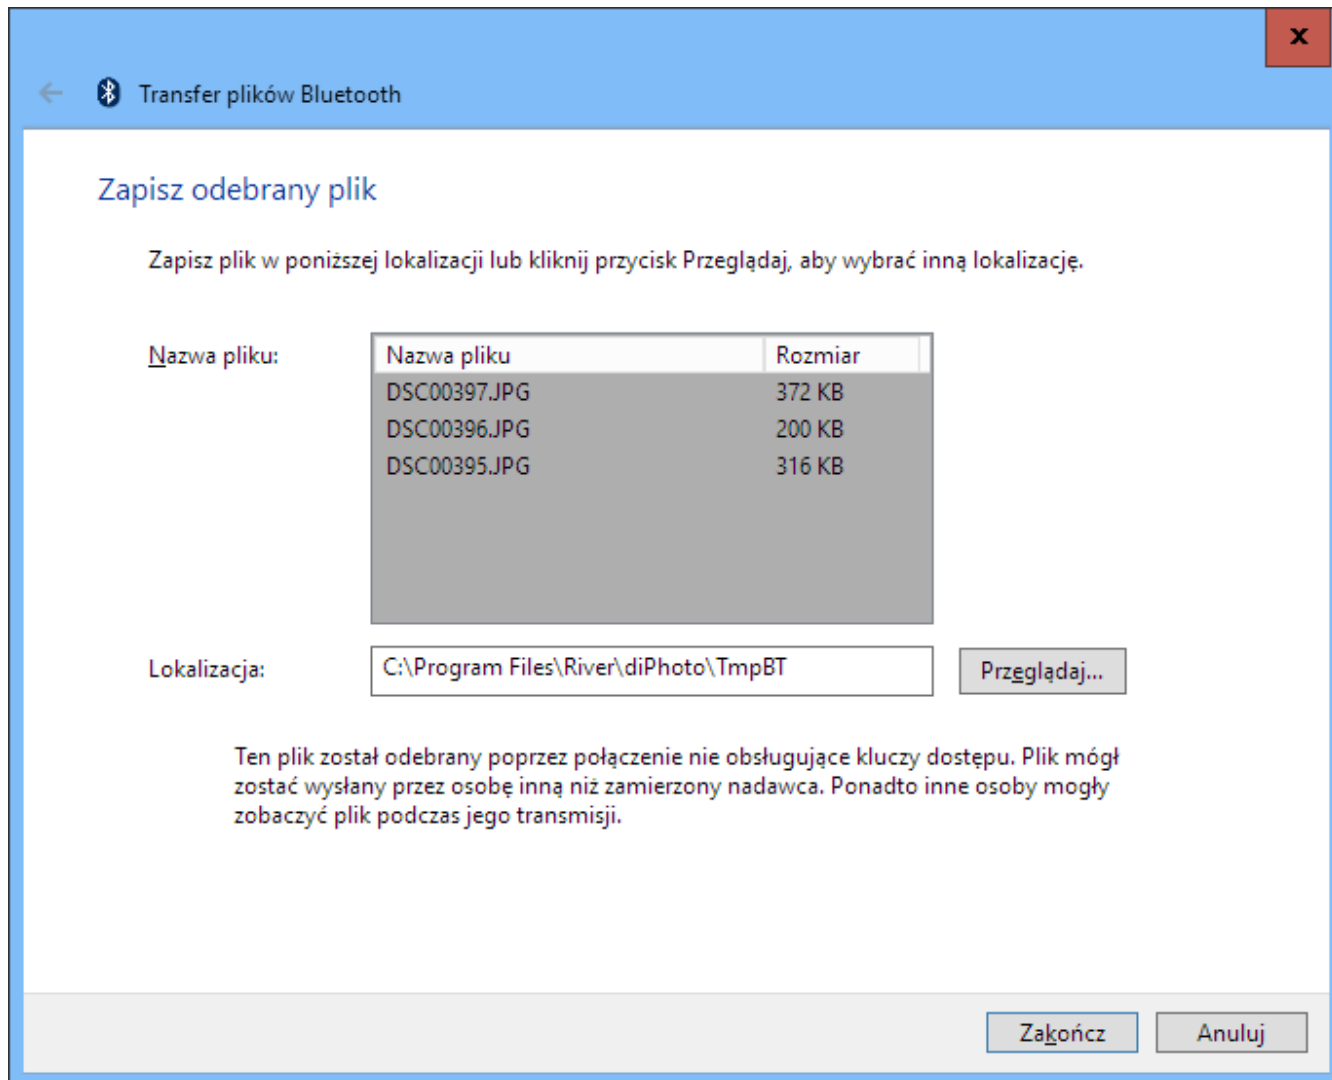 x
Transfer plików Bluetooth
Zapisz odebrany plik
Zapisz plik w poniższej lokalizacji lub kliknij przycisk Przeglądaj, aby wybrać inną lokalizację.
Nazwa pliku:
Nazwa pliku Rozmiar
DSC00397.JPG 372 KB
DSC00396.JPG 200 KB
DSC00395.JPG 316 KB
Lokalizacja: C:\Program Files\River\diPhoto\TmpBT Przeglądaj...
Ten plik został odebrany poprzez połączenie nie obsługujące kluczy dostępu. Plik mógł
zostać wysłany przez osobę inną niż zamierzony nadawca. Ponadto inne osoby mogły
zobaczyć plik podczas jego transmisji.
Zakończ Anuluj